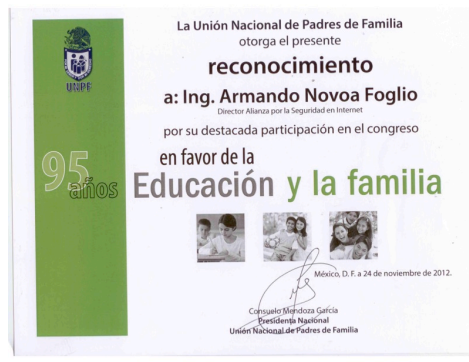 La Unión Nacional de Padres de Familia
otorga el presente
reconocimiento
a: Ing. Armando Novoa Foglio
Director Alianza por la Seguridad en Internet
por su destacada participación en el congreso
UNPF
95
años
en favor de la
Educación y la familia
México, D. F. a 24 de noviembre de 2012.
Consuelo Mendoza García
Presidenta Nacional
Unión Nacional de Padres de Familia